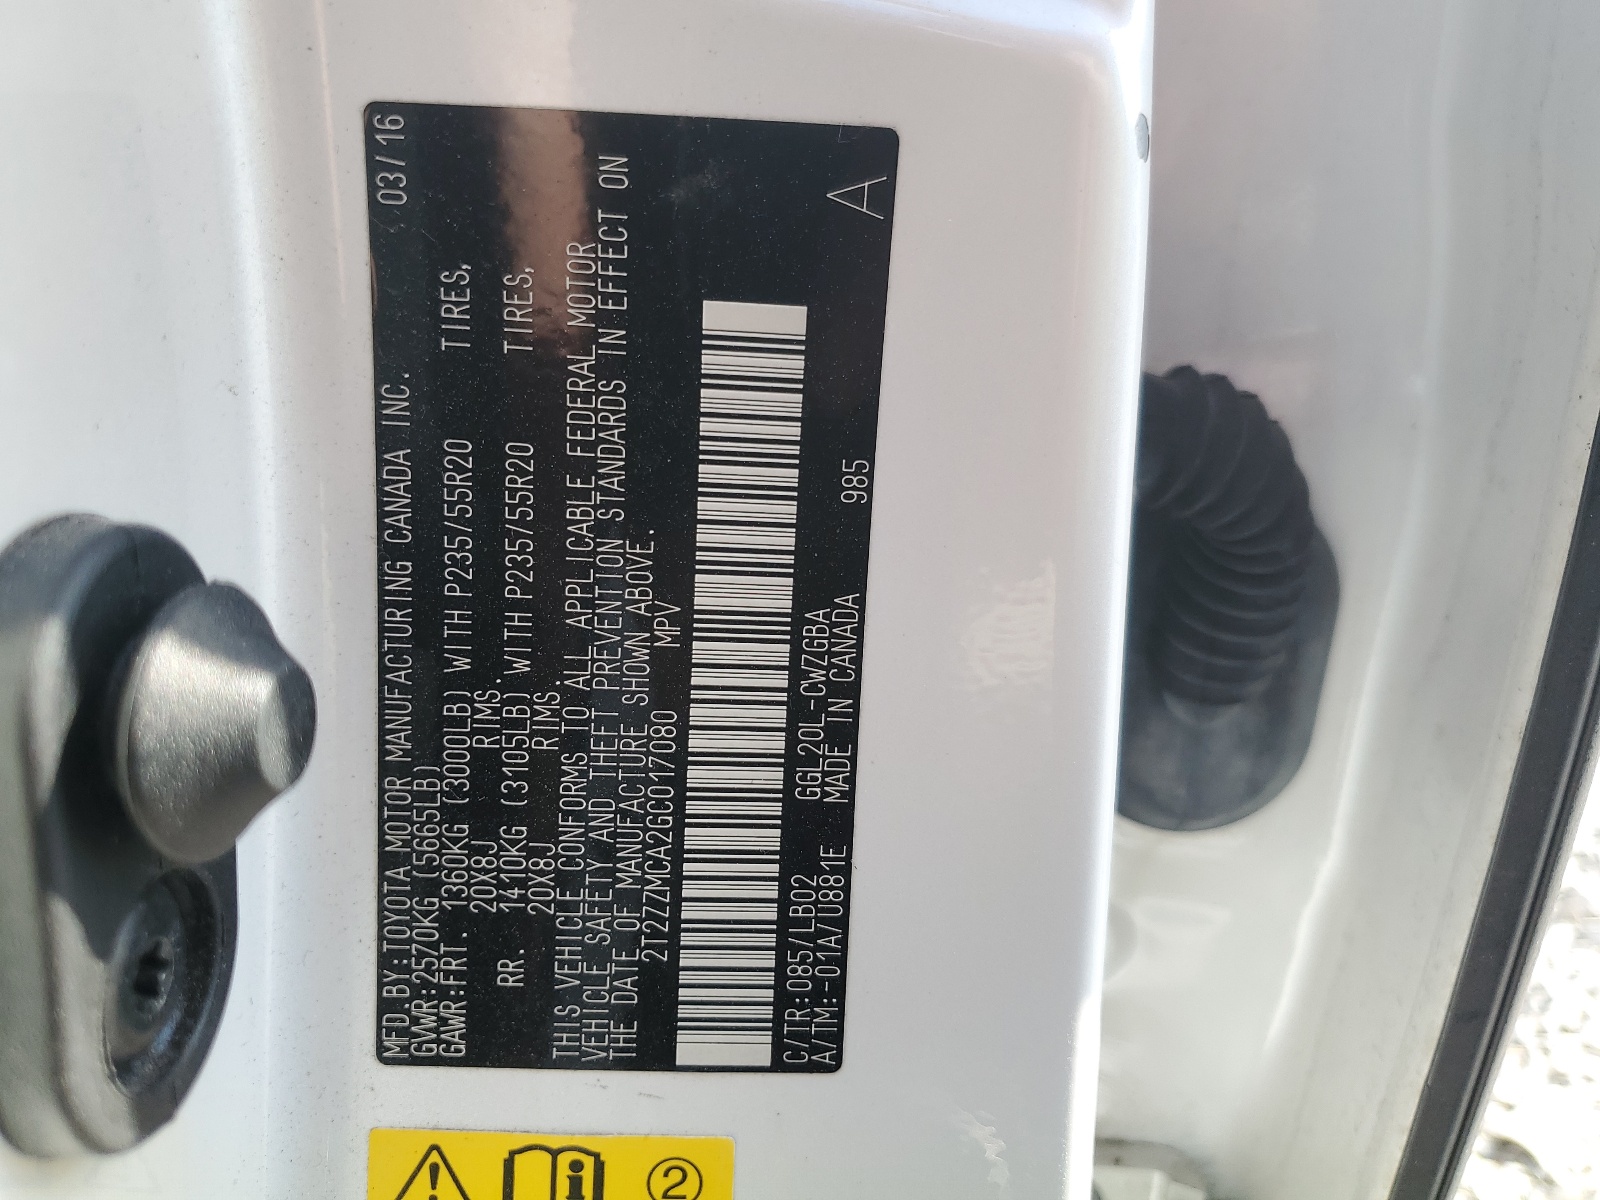 MFD.BY:TOYOTA MOTOR MANUFACTURING CANADA INC. 03/16
GVWR:2570KG (5665LB)
GAWR:FRT. 1360KG (3000LB) WITH P235/55R20 TIRES,
20X8J RIMS.
RR. 1410KG (3105LB) WITH P235/55R20 TIRES,
20X8J RIMS.
THIS VEHICLE CONFORMS TO ALL APPLICABLE FEDERAL MOTOR
VEHICLE SAFETY AND THEFT PREVENTION STANDARDS IN EFFECT ON
THE DATE OF MANUFACTURE SHOWN ABOVE.
2T2ZZMCA2GC017080 MPV
C/TR:085/LB02 GGL20L-CWZGBA
A/TM:-01A/U881E MADE IN CANADA 985 A
2